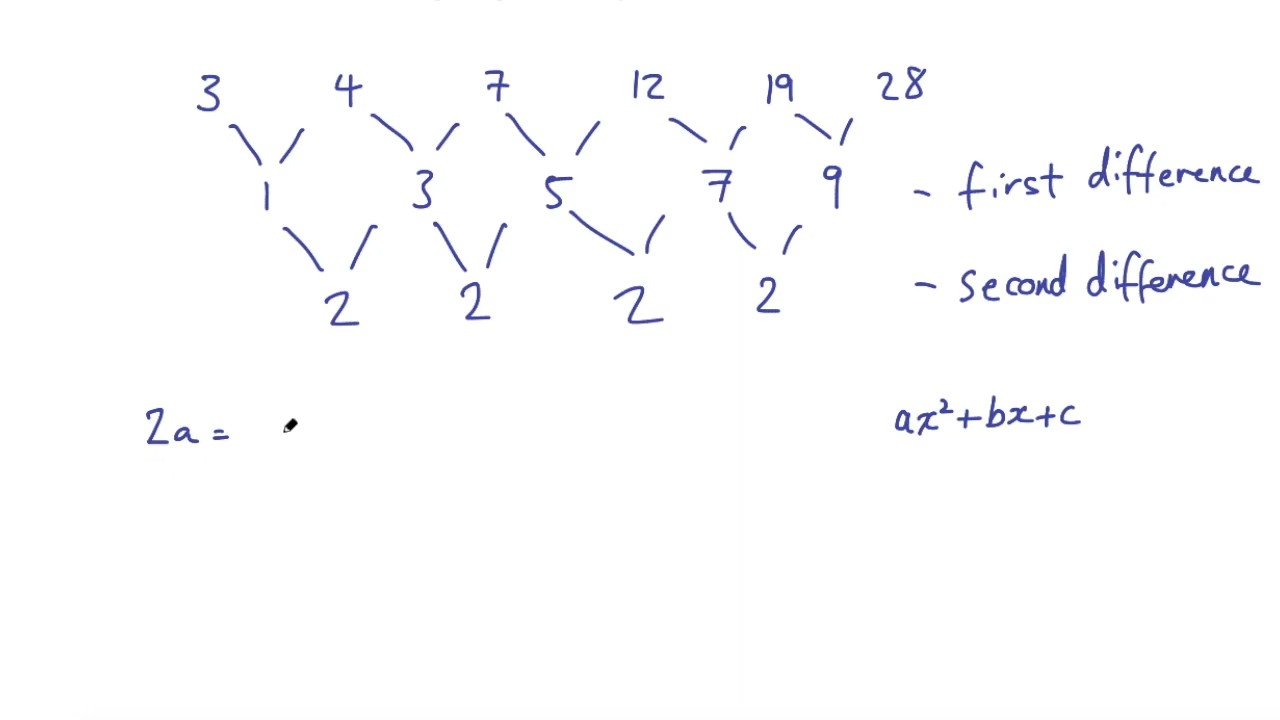 3 4 7 12 19 28
1 3 5 7 9 - first difference
2 2 2 2 - second difference
2a = ax²+bx+c